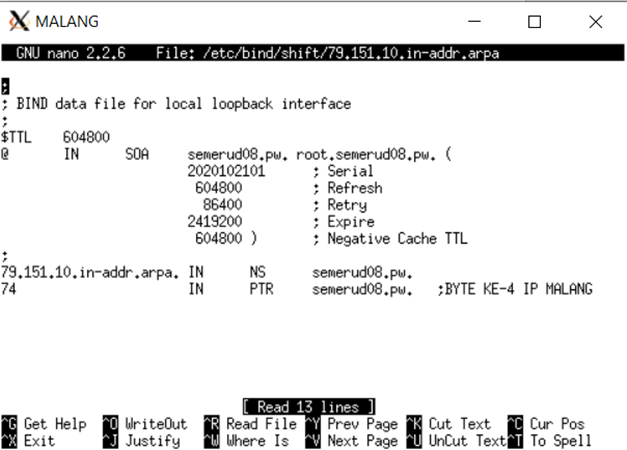 MALANG
GNU nano 2.2.6 File: /etc/bind/shift/79.151.10.in-addr.arpa
;
; BIND data file for local loopback interface
;
$TTL 604800
@ IN SOA semerud08.pw. root.semerud08.pw. (
2020102101 ; Serial
604800 ; Refresh
86400 ; Retry
2419200 ; Expire
604800 ) ; Negative Cache TTL
;
79.151.10.in-addr.arpa. IN NS semerud08.pw.
74 IN PTR semerud08.pw. ;BYTE KE-4 IP MALANG
[ Read 13 lines ]
^G Get Help ^O WriteOut ^R Read File ^Y Prev Page ^K Cut Text ^C Cur Pos
^X Exit ^J Justify ^W Where Is ^V Next Page ^U UnCut Text ^T To Spell